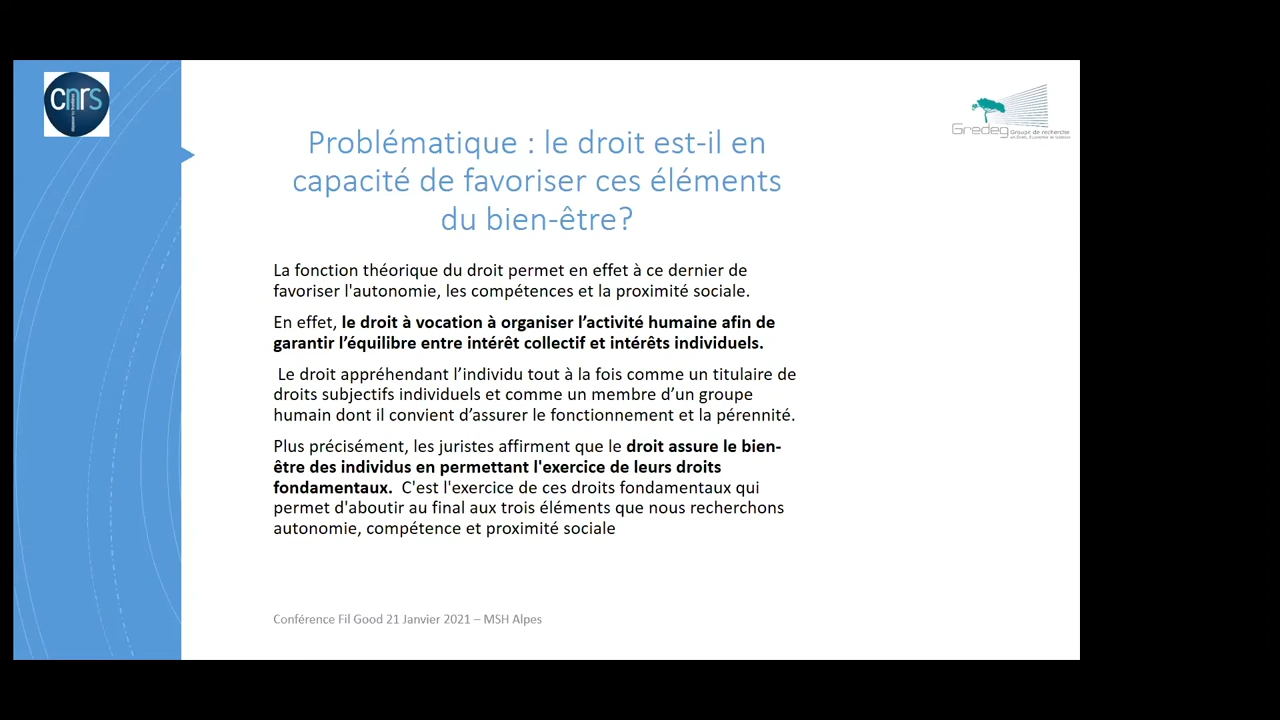 cnrs
Gredeg Groupe de recherche
Problématique : le droit est-il en
capacité de favoriser ces éléments
du bien-être?
La fonction théorique du droit permet en effet à ce dernier de
favoriser l'autonomie, les compétences et la proximité sociale.
En effet, le droit à vocation à organiser l’activité humaine afin de
garantir l’équilibre entre intérêt collectif et intérêts individuels.
Le droit appréhendant l’individu tout à la fois comme un titulaire de
droits subjectifs individuels et comme un membre d’un groupe
humain dont il convient d’assurer le fonctionnement et la pérennité.
Plus précisément, les juristes affirment que le droit assure le bien-
être des individus en permettant l'exercice de leurs droits
fondamentaux. C'est l'exercice de ces droits fondamentaux qui
permet d'aboutir au final aux trois éléments que nous recherchons
autonomie, compétence et proximité sociale
Conférence Fil Good 21 Janvier 2021 – MSH Alpes